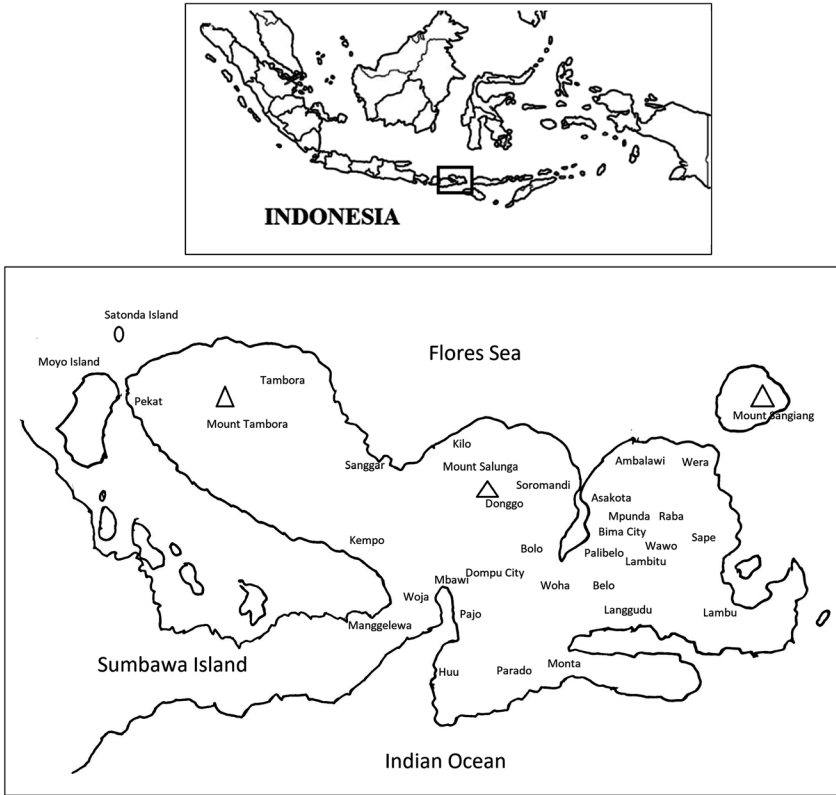 INDONESIA
Satonda Island
Flores Sea
Moyo Island
Tambora
Pekat
Mount Tambora
Mount Sangiang
Kilo
Sanggar
Mount Salunga
Ambalawi
Wera
Soromandi
Donggo
Asakota
Mpunda
Raba
Bima City
Kempo
Bolo
Palibelo
Wawo
Sape
Lambitu
Dompu City
Mbawi
Woha
Belo
Woja
Pajo
Langgudu
Lambu
Manggelewa
Sumbawa Island
Huu
Parado
Monta
Indian Ocean